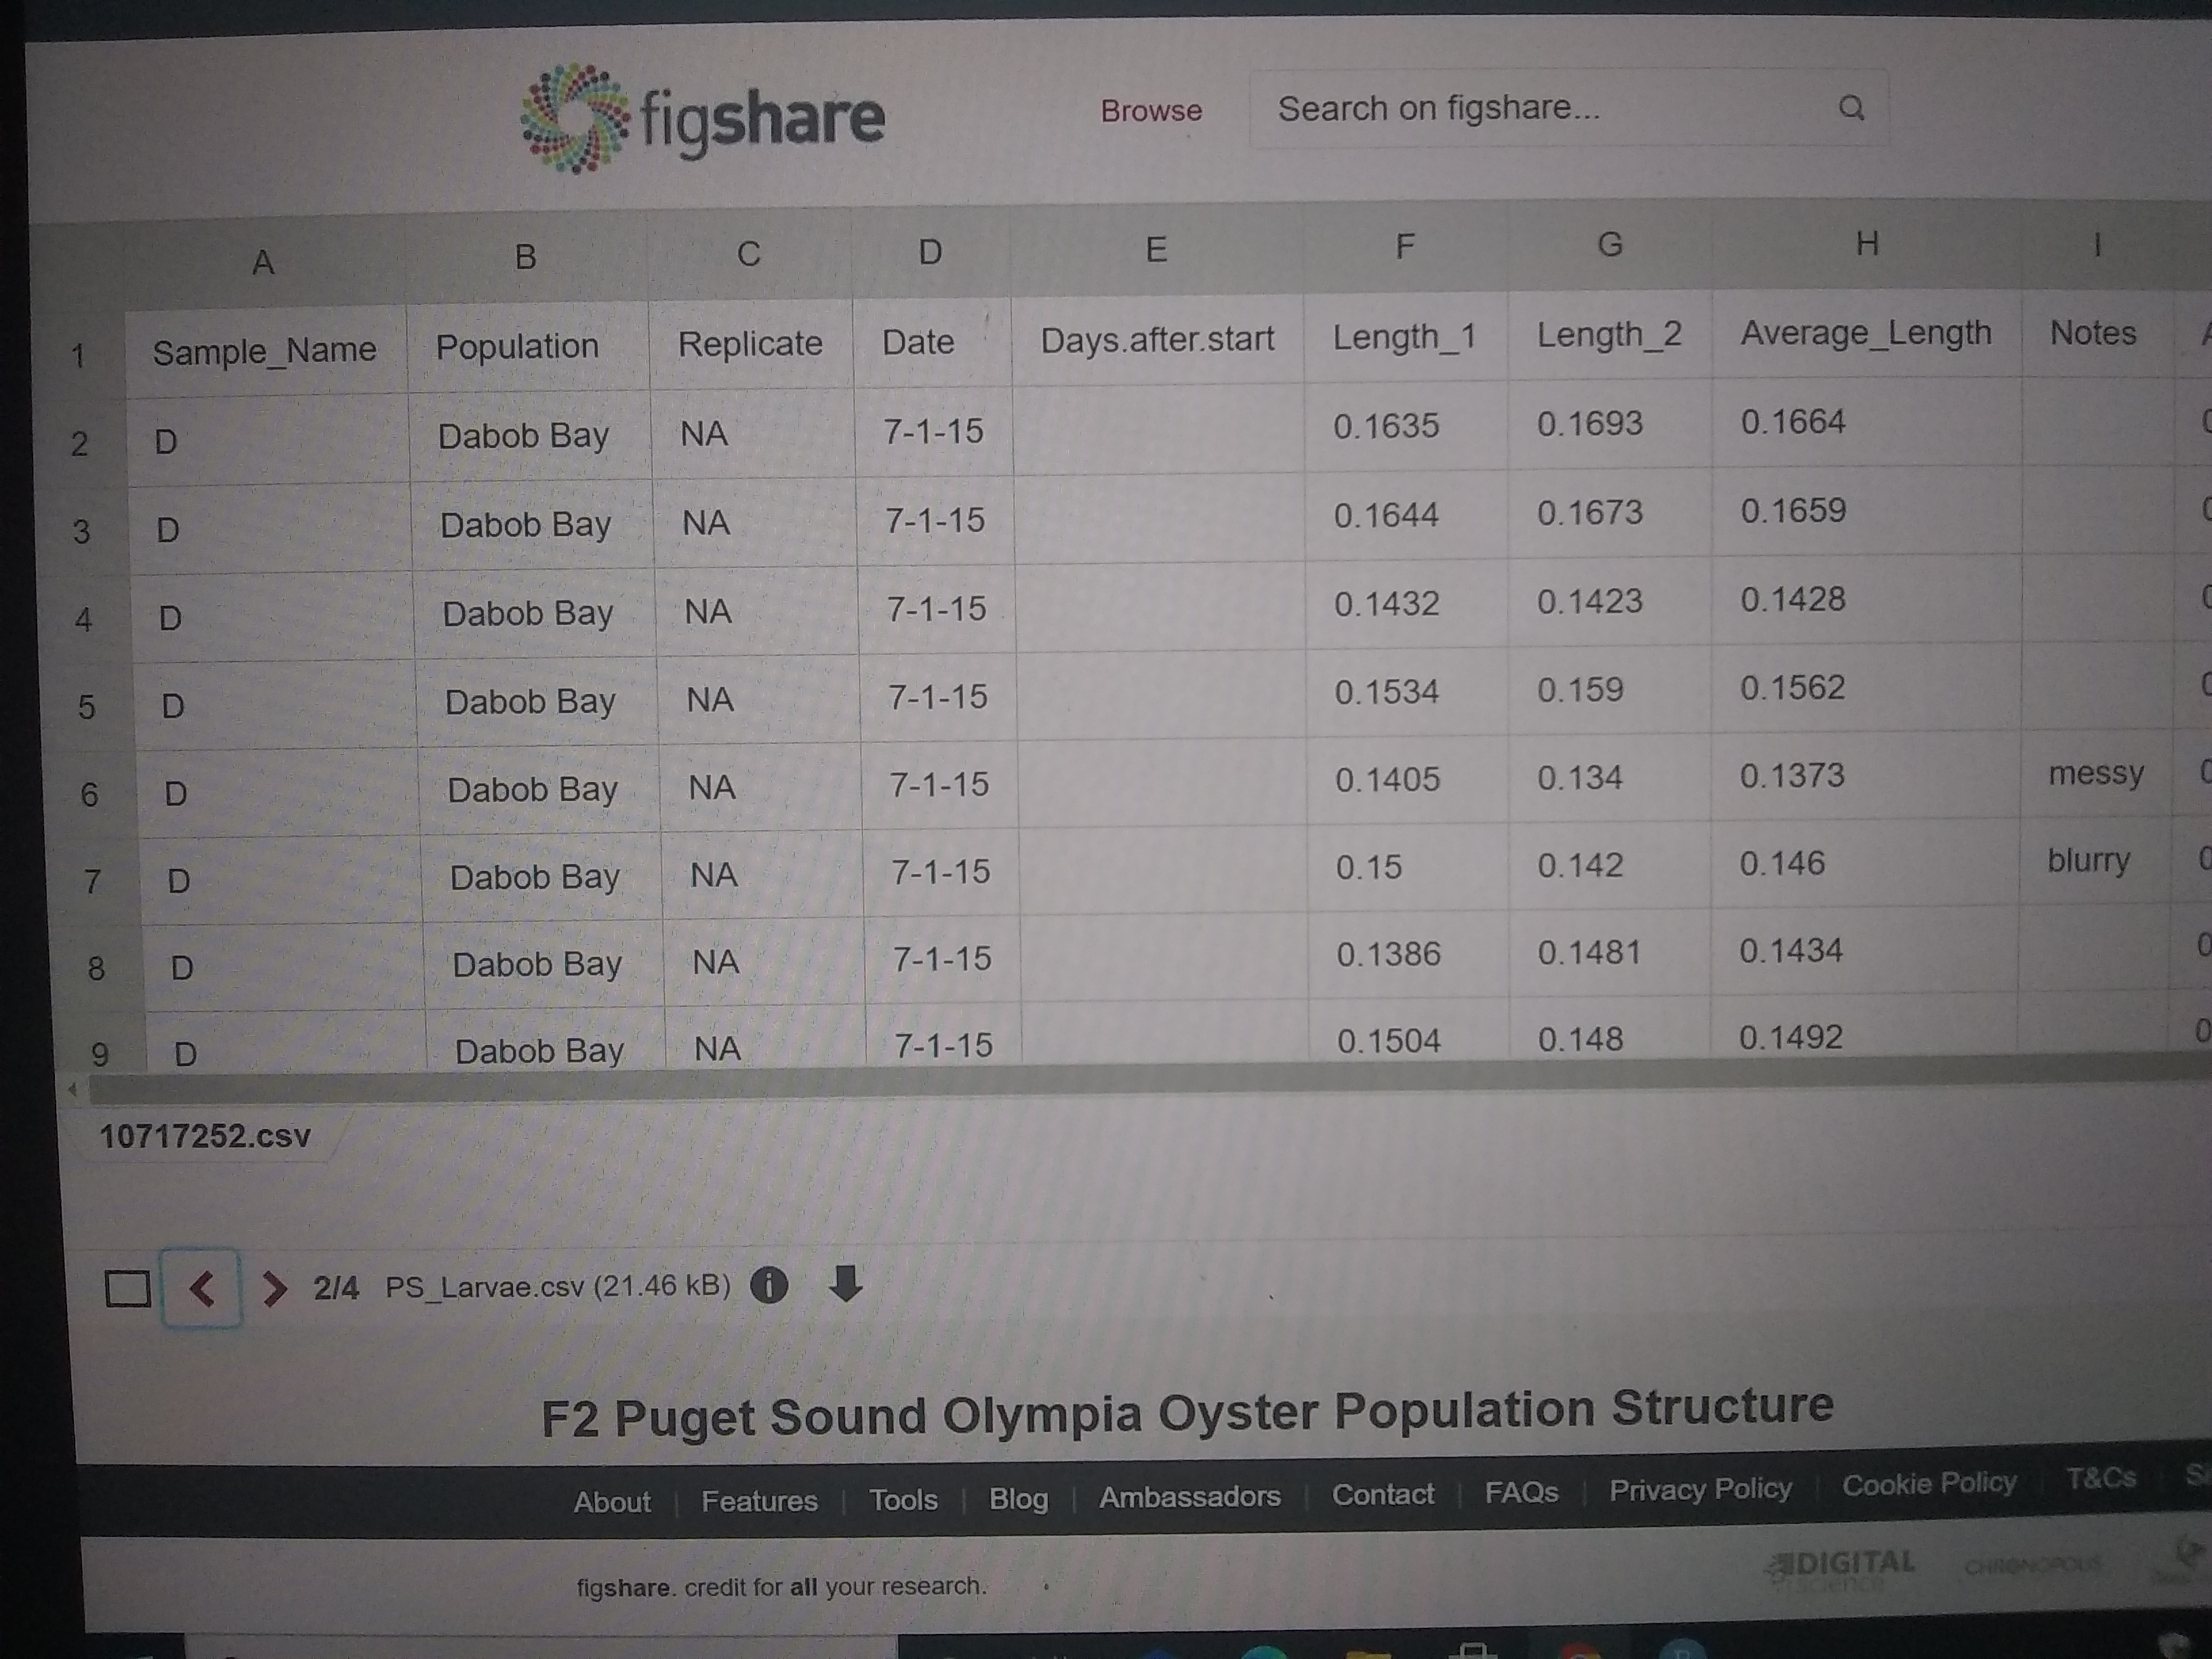 figshare Browse Search on figshare...
A B C D E F G H I
1 Sample_Name Population Replicate Date Days.after.start Length_1 Length_2 Average_Length Notes
2 D Dabob Bay NA 7-1-15 0.1635 0.1693 0.1664
3 D Dabob Bay NA 7-1-15 0.1644 0.1673 0.1659
4 D Dabob Bay NA 7-1-15 0.1432 0.1423 0.1428
5 D Dabob Bay NA 7-1-15 0.1534 0.159 0.1562
6 D Dabob Bay NA 7-1-15 0.1405 0.134 0.1373 messy
7 D Dabob Bay NA 7-1-15 0.15 0.142 0.146 blurry
8 D Dabob Bay NA 7-1-15 0.1386 0.1481 0.1434
9 D Dabob Bay NA 7-1-15 0.1504 0.148 0.1492
10717252.csv
2/4 PS_Larvae.csv (21.46 kB)
F2 Puget Sound Olympia Oyster Population Structure
About | Features | Tools | Blog | Ambassadors | Contact | FAQs | Privacy Policy | Cookie Policy | T&Cs
figshare. credit for all your research. DIGITAL science CHRONOPOLIS